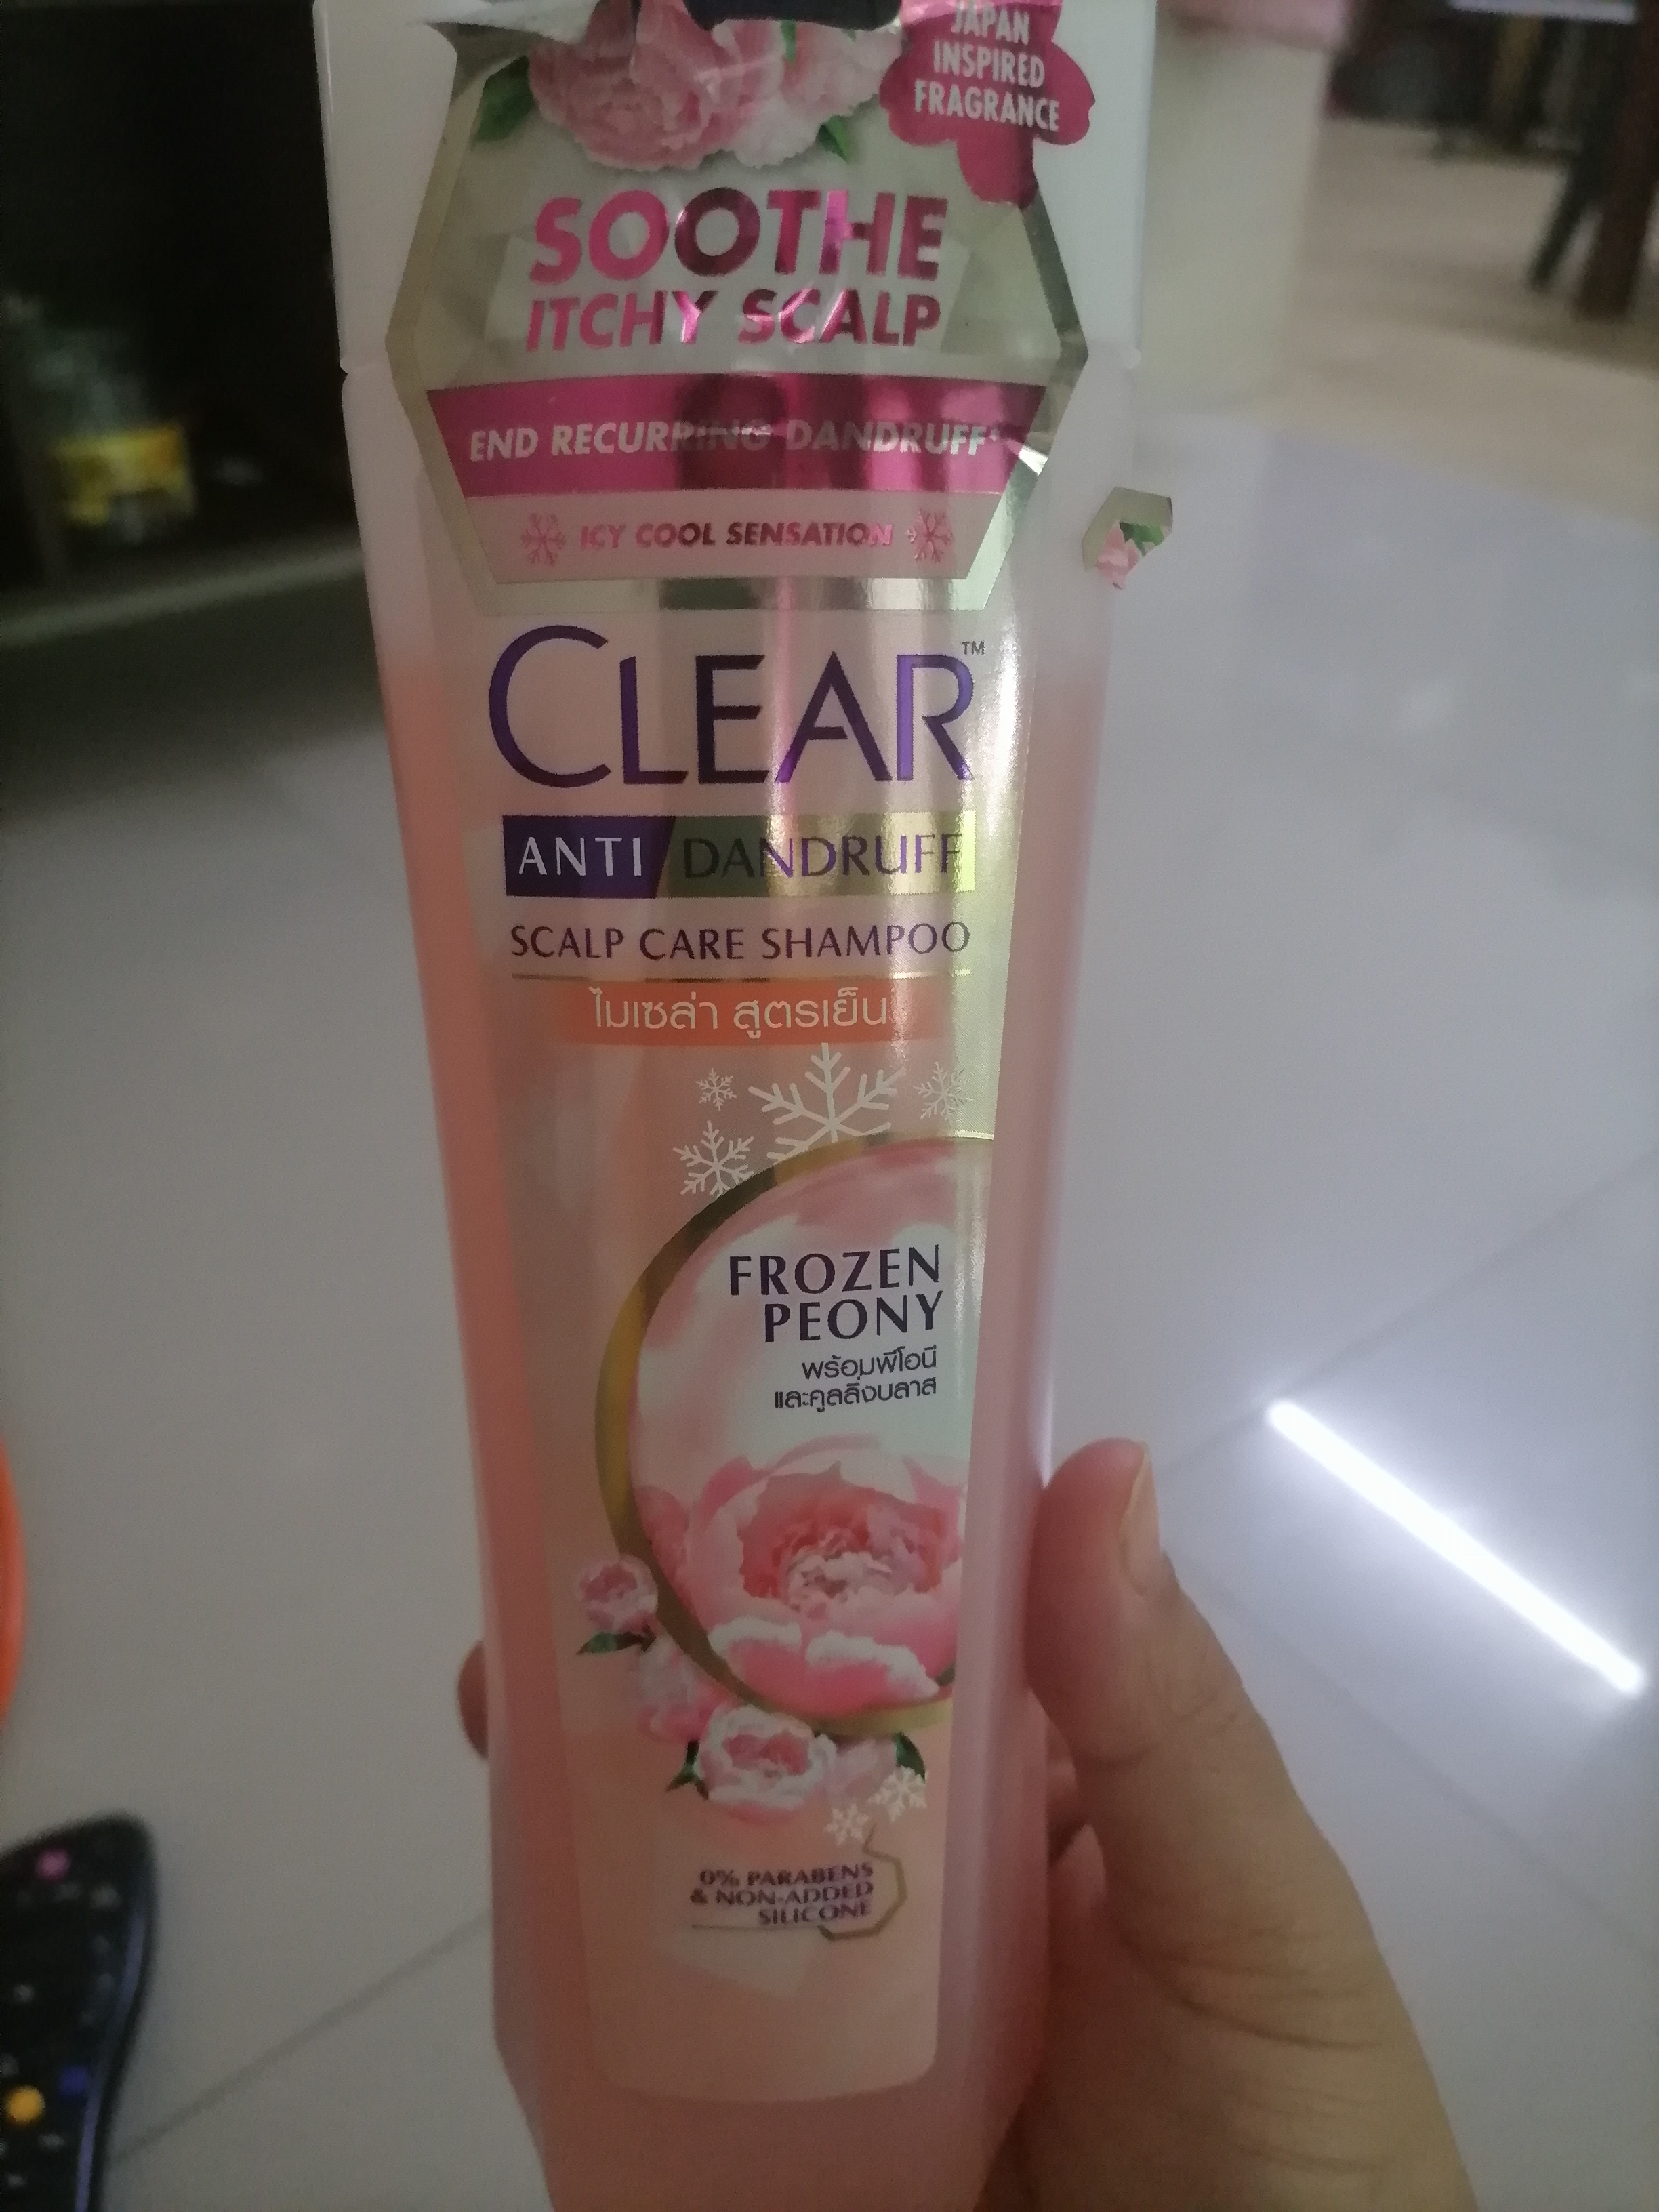 JAPAN
INSPIRED
FRAGRANCE
SOOTHE
ITCHY SCALP
END RECURRING DANDRUFF*
ICY COOL SENSATION
CLEAR™
ANTI DANDRUFF
SCALP CARE SHAMPOO
ไมเซล่า สูตรเย็น
FROZEN
PEONY
พร้อมพีโอนี
และคูลลิ่งบลาส
0% PARABENS
& NON-ADDED
SILICONE